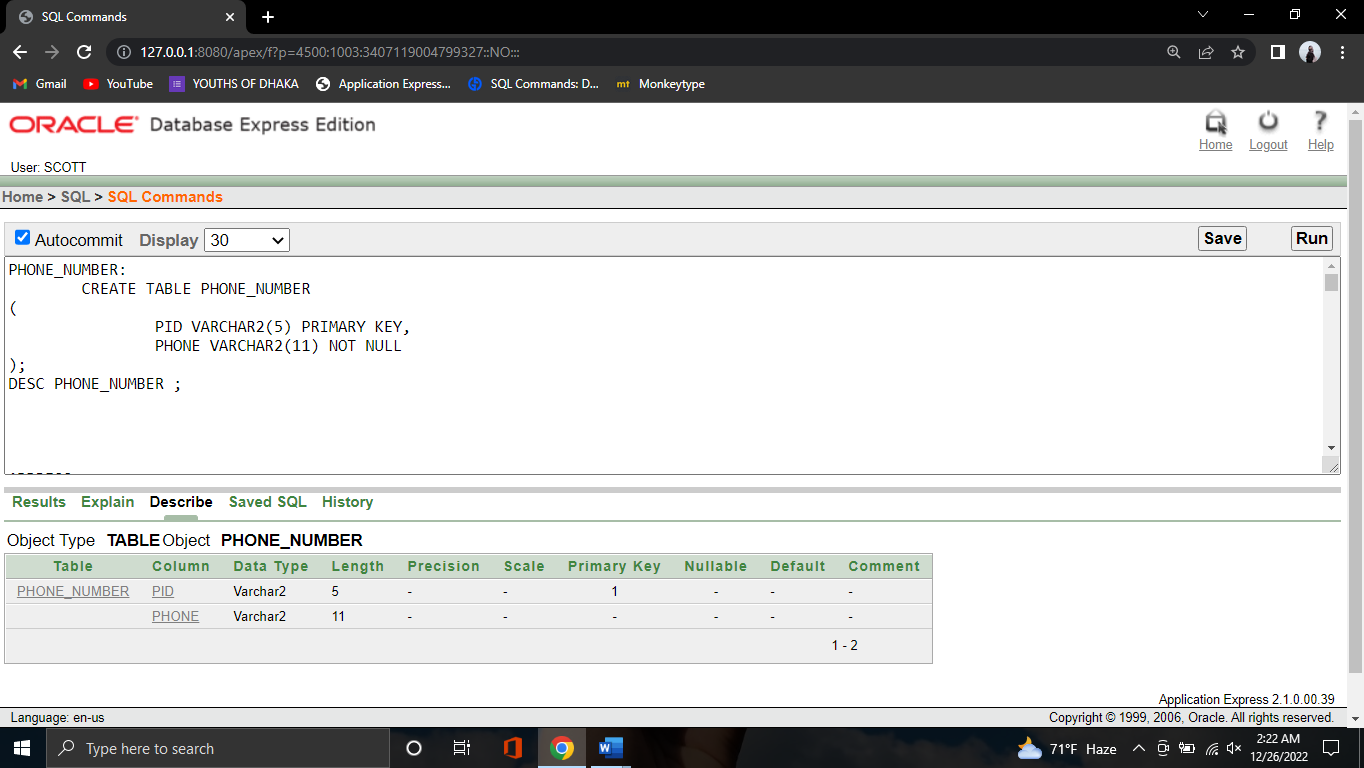 SQL Commands
127.0.0.1:8080/apex/f?p=4500:1003:3407119004799327::NO:::
Gmail YouTube YOUTHS OF DHAKA Application Express... SQL Commands: D... mt Monkeytype
ORACLE Database Express Edition
Home Logout Help
User: SCOTT
Home > SQL > SQL Commands
Autocommit Display 30 Save Run
PHONE_NUMBER:
CREATE TABLE PHONE_NUMBER
(
PID VARCHAR2(5) PRIMARY KEY,
PHONE VARCHAR2(11) NOT NULL
);
DESC PHONE_NUMBER ;
Results Explain Describe Saved SQL History
Object Type TABLE Object PHONE_NUMBER
Table Column Data Type Length Precision Scale Primary Key Nullable Default Comment
PHONE_NUMBER PID Varchar2 5 - - 1 - - -
PHONE Varchar2 11 - - - - - -
1 - 2
Application Express 2.1.0.00.39
Language: en-us Copyright © 1999, 2006, Oracle. All rights reserved.
Type here to search 71°F Haze 2:22 AM
12/26/2022